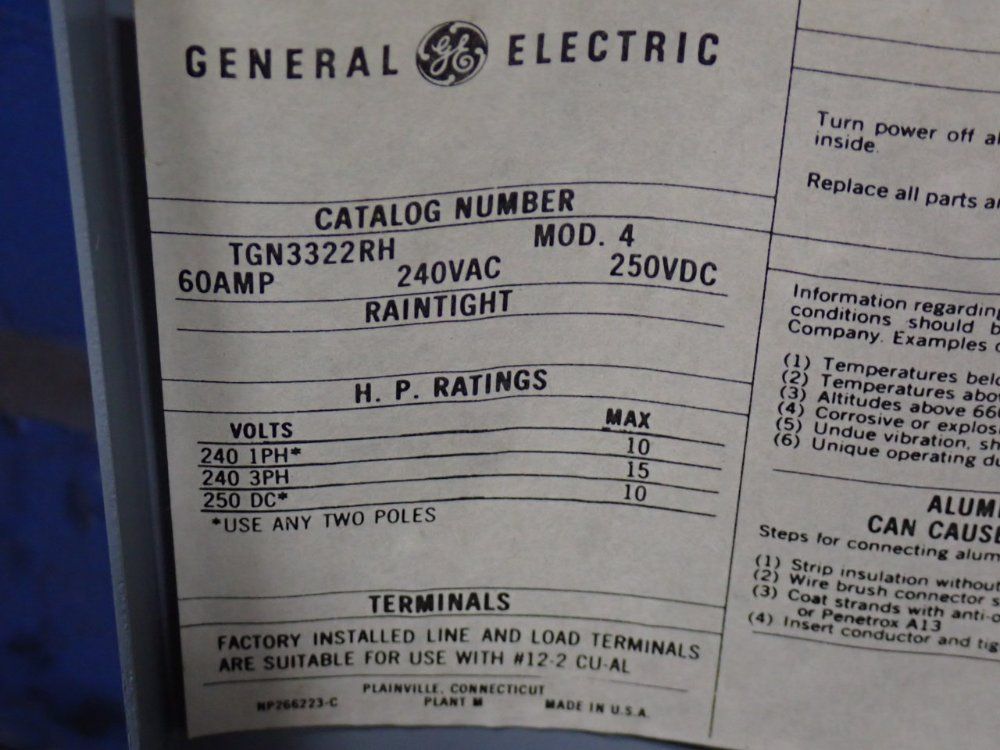 GENERAL GE ELECTRIC
CATALOG NUMBER
TGN3322RH MOD. 4
60AMP 240VAC 250VDC
RAINTIGHT
H. P. RATINGS
VOLTS MAX
240 1PH* 10
240 3PH 15
250 DC* 10
*USE ANY TWO POLES
TERMINALS
FACTORY INSTALLED LINE AND LOAD TERMINALS
ARE SUITABLE FOR USE WITH #12-2 CU-AL
PLAINVILLE, CONNECTICUT
NP266223-C PLANT M MADE IN U.S.A.
Turn power off
inside.
Replace all parts
Information regarding
conditions should
Company. Examples
(1) Temperatures
(2) Temperatures
(3) Altitudes above
(4) Corrosive or
(5) Undue vibration,
(6) Unique operating
CAN
Steps for connecting
(1) Strip insulation
(2) Wire brush connector
(3) Coat strands with
or Penetrox A13
(4) Insert conductor and